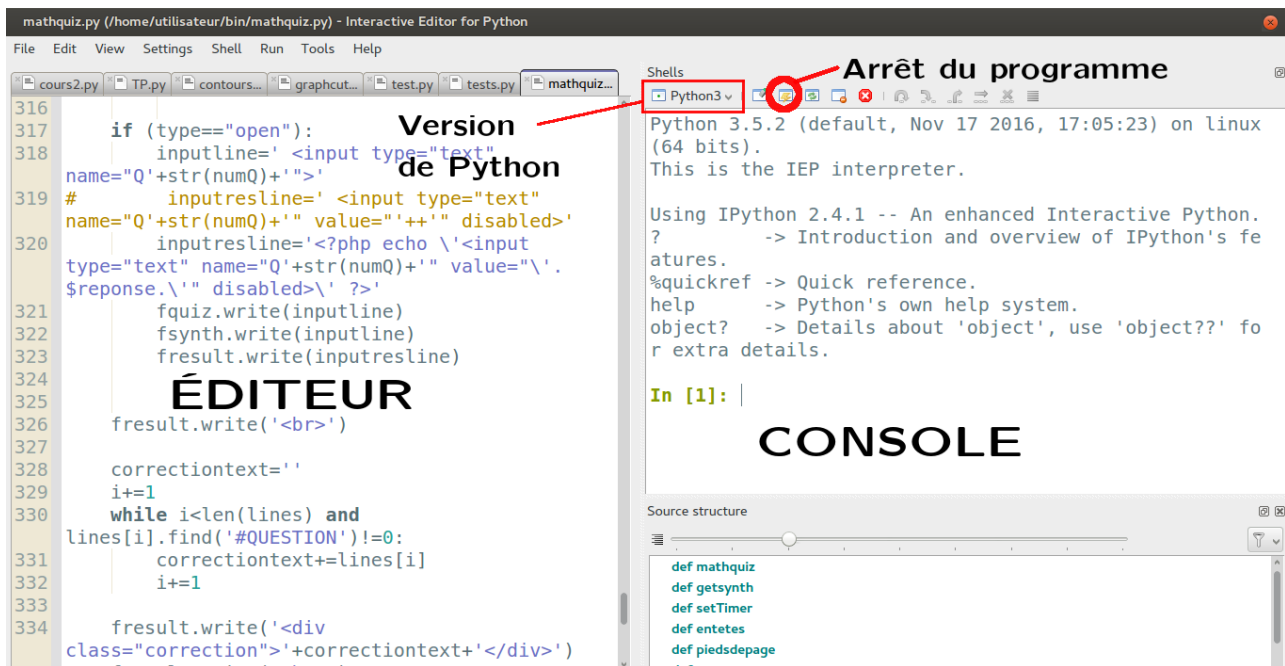 mathquiz.py (/home/utilisateur/bin/mathquiz.py) - Interactive Editor for Python
File Edit View Settings Shell Run Tools Help
cours2.py TP.py contours... graphcut... test.py tests.py mathquiz...
316
317 if (type=="open"):
318 inputline=' <input type="text"
name="Q'+str(numQ)+'">'
319 # inputresline=' <input type="text"
name="Q'+str(numQ)+'" value="'++'" disabled>'
320 inputresline='<?php echo \'<input
type="text" name="Q'+str(numQ)+'" value="\'.
$reponse.\'" disabled>\' ?>'
321 fquiz.write(inputline)
322 fsynth.write(inputline)
323 fresult.write(inputresline)
324
325
326 fresult.write('<br>')
327
328 correctiontext=''
329 i+=1
330 while i<len(lines) and
lines[i].find('#QUESTION')!=0:
331 correctiontext+=lines[i]
332 i+=1
333
334 fresult.write('<div
class="correction">'+correctiontext+'</div>')
Version
de Python
ÉDITEUR
Shells
Arrêt du programme
Python3
Python 3.5.2 (default, Nov 17 2016, 17:05:23) on linux
(64 bits).
This is the IEP interpreter.
Using IPython 2.4.1 -- An enhanced Interactive Python.
? -> Introduction and overview of IPython's fe
atures.
%quickref -> Quick reference.
help -> Python's own help system.
object? -> Details about 'object', use 'object??' fo
r extra details.
In [1]:
CONSOLE
Source structure
def mathquiz
def getsynth
def setTimer
def entetes
def piedsdepage